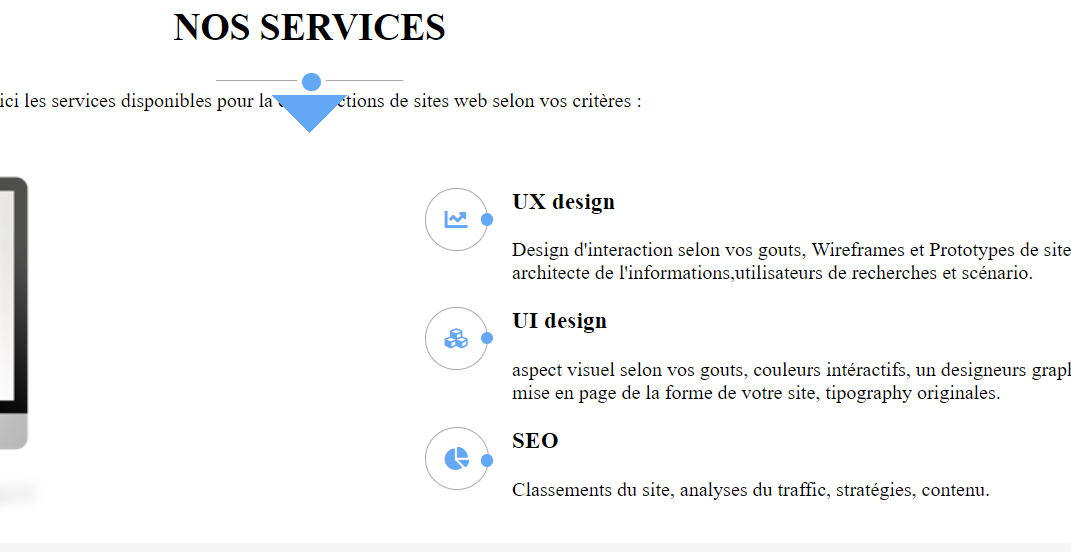 NOS SERVICES
ici les services disponibles pour la ctions de sites web selon vos critères :
UX design
Design d'interaction selon vos gouts, Wireframes et Prototypes de site
architecte de l'informations,utilisateurs de recherches et scénario.
UI design
aspect visuel selon vos gouts, couleurs intéractifs, un designeurs grap
mise en page de la forme de votre site, tipography originales.
SEO
Classements du site, analyses du traffic, stratégies, contenu.